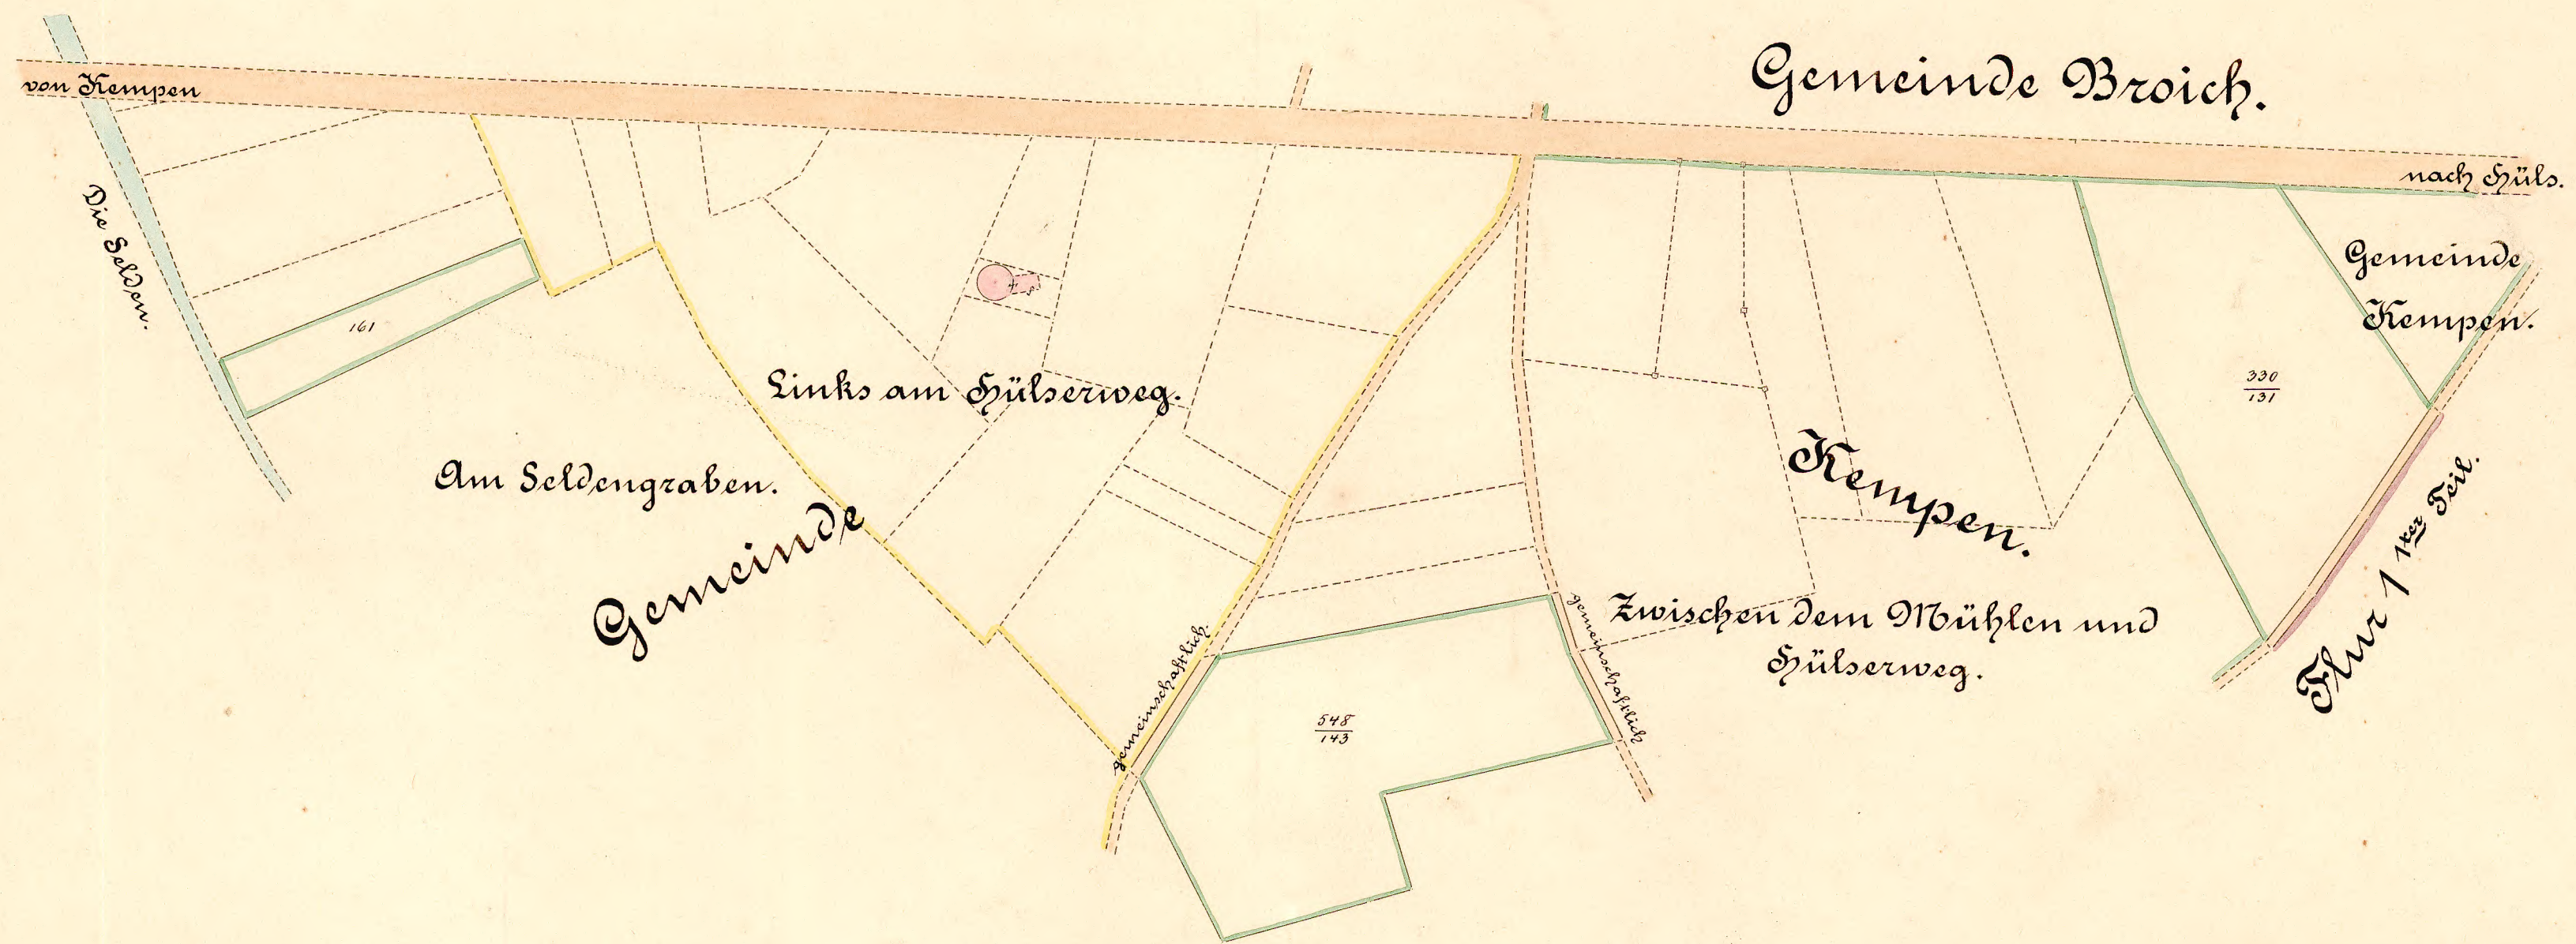 Gemeinde Broich.
von Kempen
nach Hüls.
Die Selden.
Gemeinde
Kempen.
161
Links am Hülserweg.
330
131
Am Seldengraben.
Gemeinde
Kempen.
Flur 1 1ter Teil.
Zwischen dem Mühlen und
Hülserweg.
gemeinschaftlich
gemeinschaftlich
548
143